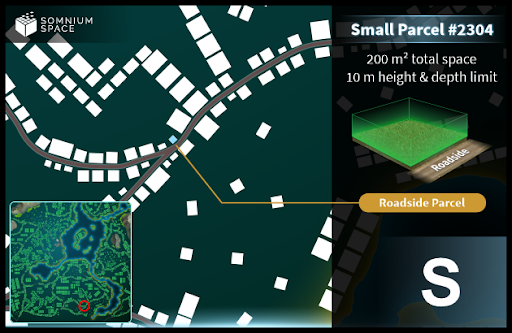 SOMNIUM
SPACE
Small Parcel #2304
200 m² total space
10 m height & depth limit
Roadside
Roadside Parcel
S